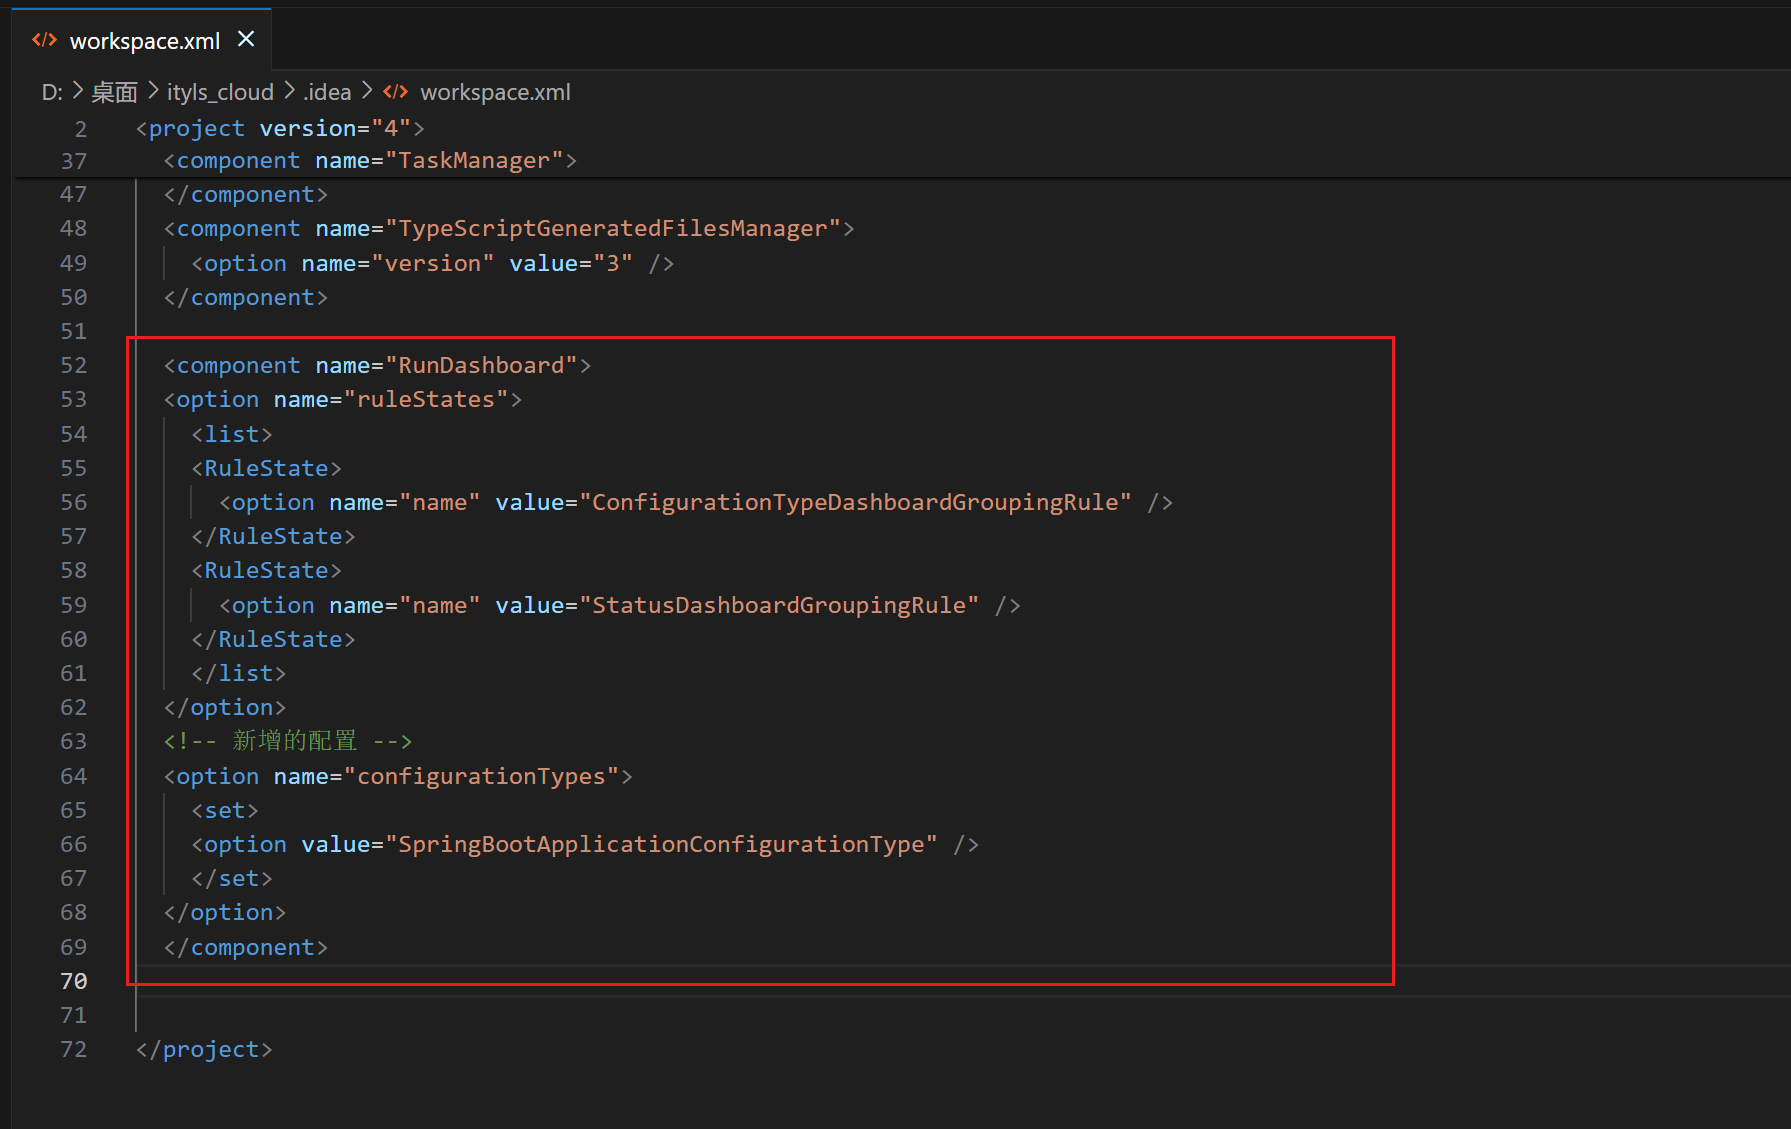 workspace.xml
D: > 桌面 > ityls_cloud > .idea > workspace.xml
2 <project version="4">
37 <component name="TaskManager">
47 </component>
48 <component name="TypeScriptGeneratedFilesManager">
49 <option name="version" value="3" />
50 </component>
51
52 <component name="RunDashboard">
53 <option name="ruleStates">
54 <list>
55 <RuleState>
56 <option name="name" value="ConfigurationTypeDashboardGroupingRule" />
57 </RuleState>
58 <RuleState>
59 <option name="name" value="StatusDashboardGroupingRule" />
60 </RuleState>
61 </list>
62 </option>
63 <!-- 新增的配置 -->
64 <option name="configurationTypes">
65 <set>
66 <option value="SpringBootApplicationConfigurationType" />
67 </set>
68 </option>
69 </component>
70
71
72 </project>